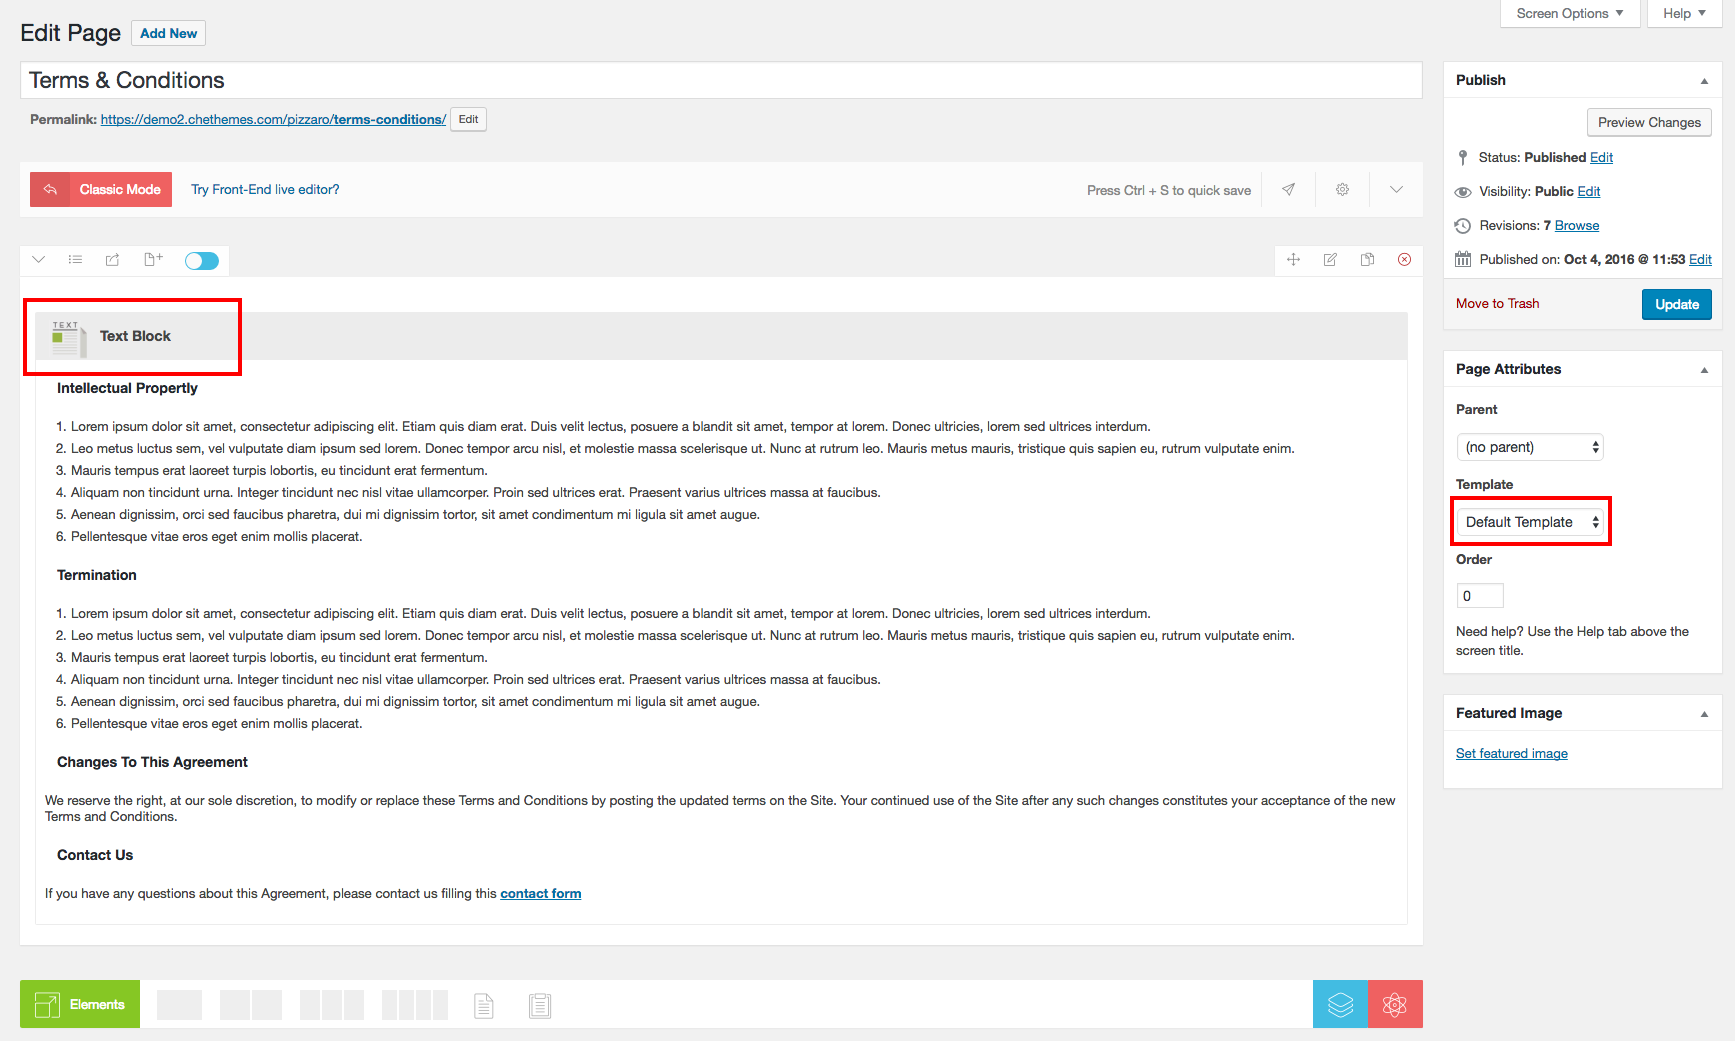 Screen Options
Help
Edit Page
Add New
Terms & Conditions
Permalink: https://demo2.chethemes.com/pizzaro/terms-conditions/
Edit
Classic Mode
Try Front-End live editor?
Press Ctrl + S to quick save
TEXT
Text Block
Intellectual Propertly
1. Lorem ipsum dolor sit amet, consectetur adipiscing elit. Etiam quis diam erat. Duis velit lectus, posuere a blandit sit amet, tempor at lorem. Donec ultricies, lorem sed ultrices interdum.
2. Leo metus luctus sem, vel vulputate diam ipsum sed lorem. Donec tempor arcu nisl, et molestie massa scelerisque ut. Nunc at rutrum leo. Mauris metus mauris, tristique quis sapien eu, rutrum vulputate enim.
3. Mauris tempus erat laoreet turpis lobortis, eu tincidunt erat fermentum.
4. Aliquam non tincidunt urna. Integer tincidunt nec nisl vitae ullamcorper. Proin sed ultrices erat. Praesent varius ultrices massa at faucibus.
5. Aenean dignissim, orci sed faucibus pharetra, dui mi dignissim tortor, sit amet condimentum mi ligula sit amet augue.
6. Pellentesque vitae eros eget enim mollis placerat.
Termination
1. Lorem ipsum dolor sit amet, consectetur adipiscing elit. Etiam quis diam erat. Duis velit lectus, posuere a blandit sit amet, tempor at lorem. Donec ultricies, lorem sed ultrices interdum.
2. Leo metus luctus sem, vel vulputate diam ipsum sed lorem. Donec tempor arcu nisl, et molestie massa scelerisque ut. Nunc at rutrum leo. Mauris metus mauris, tristique quis sapien eu, rutrum vulputate enim.
3. Mauris tempus erat laoreet turpis lobortis, eu tincidunt erat fermentum.
4. Aliquam non tincidunt urna. Integer tincidunt nec nisl vitae ullamcorper. Proin sed ultrices erat. Praesent varius ultrices massa at faucibus.
5. Aenean dignissim, orci sed faucibus pharetra, dui mi dignissim tortor, sit amet condimentum mi ligula sit amet augue.
6. Pellentesque vitae eros eget enim mollis placerat.
Changes To This Agreement
We reserve the right, at our sole discretion, to modify or replace these Terms and Conditions by posting the updated terms on the Site. Your continued use of the Site after any such changes constitutes your acceptance of the new
Terms and Conditions.
Contact Us
If you have any questions about this Agreement, please contact us filling this contact form
Elements
Publish
Preview Changes
Status: Published Edit
Visibility: Public Edit
Revisions: 7 Browse
Published on: Oct 4, 2016 @ 11:53 Edit
Move to Trash
Update
Page Attributes
Parent
(no parent)
Template
Default Template
Order
0
Need help? Use the Help tab above the
screen title.
Featured Image
Set featured image